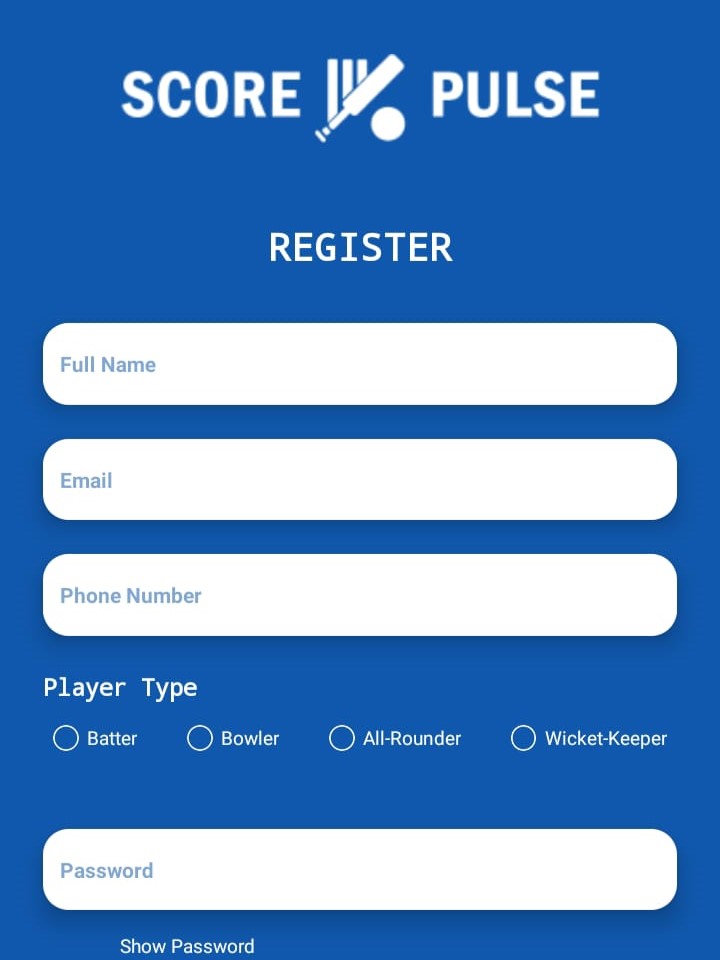 SCORE PULSE
REGISTER
Full Name
Email
Phone Number
Player Type
Batter Bowler All-Rounder Wicket-Keeper
Password
Show Password